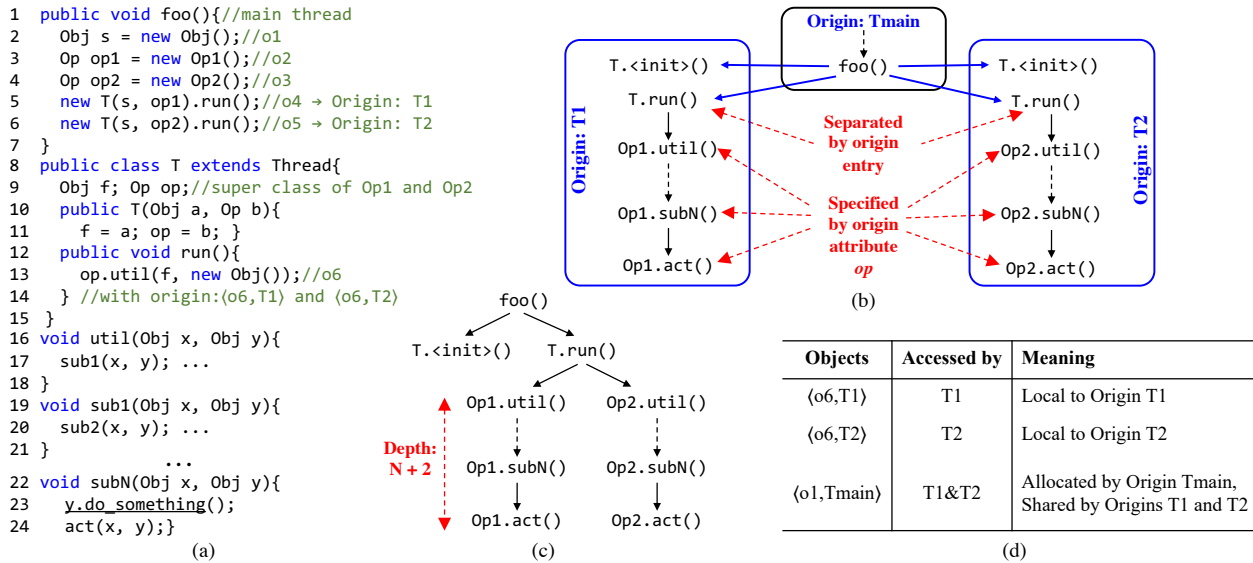 1 public void foo(){//main thread
2 Obj s = new Obj();//o1
3 Op op1 = new Op1();//o2
4 Op op2 = new Op2();//o3
5 new T(s, op1).run();//o4 → Origin: T1
6 new T(s, op2).run();//o5 → Origin: T2
7 }
8 public class T extends Thread{
9 Obj f; Op op;//super class of Op1 and Op2
10 public T(Obj a, Op b){
11 f = a; op = b; }
12 public void run(){
13 op.util(f, new Obj());//o6
14 } //with origin:⟨o6,T1⟩ and ⟨o6,T2⟩
15 }
16 void util(Obj x, Obj y){
17 sub1(x, y); ...
18 }
19 void sub1(Obj x, Obj y){
20 sub2(x, y); ...
21 }
...
22 void subN(Obj x, Obj y){
23 y.do_something();
24 act(x, y);}
(a)
Origin: Tmain
T.<init>() foo() T.<init>()
T.run() T.run()
Origin: T1
Origin: T2
Separated
by origin
entry
Op1.util() Op2.util()
Specified
by origin
attribute
op
Op1.subN() Op2.subN()
Op1.act() Op2.act()
(b)
foo()
T.<init>() T.run()
Op1.util() Op2.util()
Depth:
N + 2
Op1.subN() Op2.subN()
Op1.act() Op2.act()
(c)
Objects Accessed by Meaning
⟨o6,T1⟩ T1 Local to Origin T1
⟨o6,T2⟩ T2 Local to Origin T2
⟨o1,Tmain⟩ T1&T2 Allocated by Origin Tmain,
Shared by Origins T1 and T2
(d)